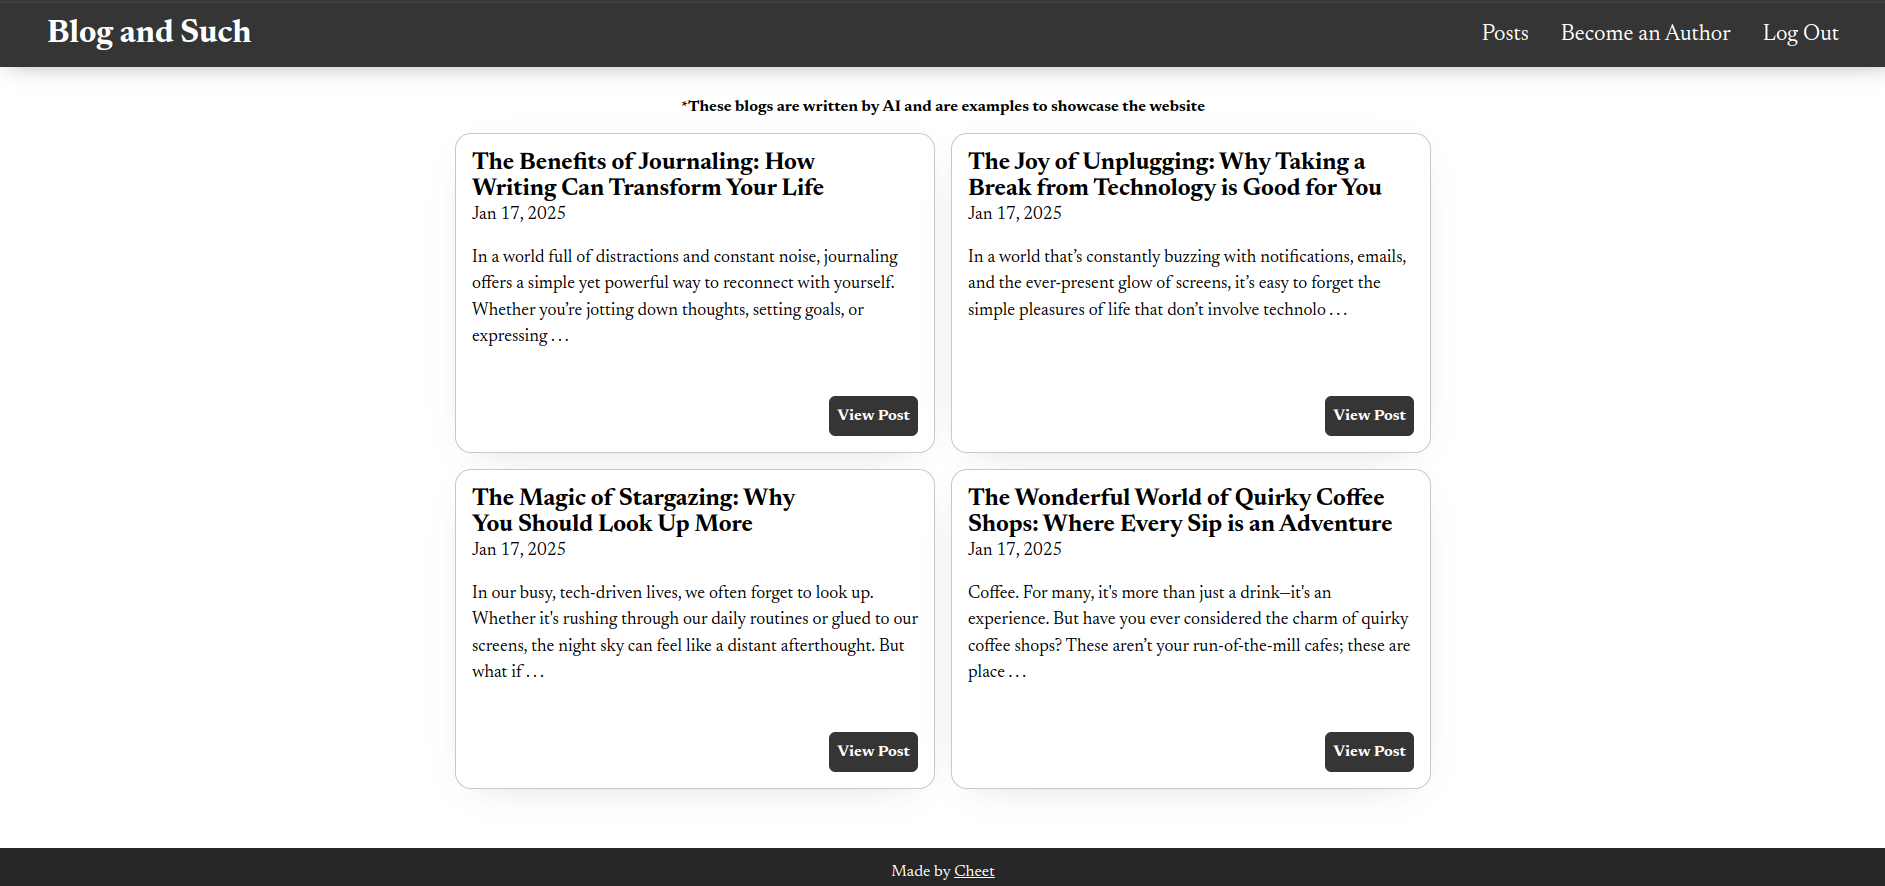 Blog and Such
Posts
Become an Author
Log Out
*These blogs are written by AI and are examples to showcase the website
The Benefits of Journaling: How
Writing Can Transform Your Life
Jan 17, 2025
In a world full of distractions and constant noise, journaling
offers a simple yet powerful way to reconnect with yourself.
Whether you’re jotting down thoughts, setting goals, or
expressing . . .
View Post
The Joy of Unplugging: Why Taking a
Break from Technology is Good for You
Jan 17, 2025
In a world that’s constantly buzzing with notifications, emails,
and the ever-present glow of screens, it’s easy to forget the
simple pleasures of life that don’t involve technolo . . .
View Post
The Magic of Stargazing: Why
You Should Look Up More
Jan 17, 2025
In our busy, tech-driven lives, we often forget to look up.
Whether it's rushing through our daily routines or glued to our
screens, the night sky can feel like a distant afterthought. But
what if . . .
View Post
The Wonderful World of Quirky Coffee
Shops: Where Every Sip is an Adventure
Jan 17, 2025
Coffee. For many, it's more than just a drink—it's an
experience. But have you ever considered the charm of quirky
coffee shops? These aren’t your run-of-the-mill cafes; these are
place . . .
View Post
Made by Cheet